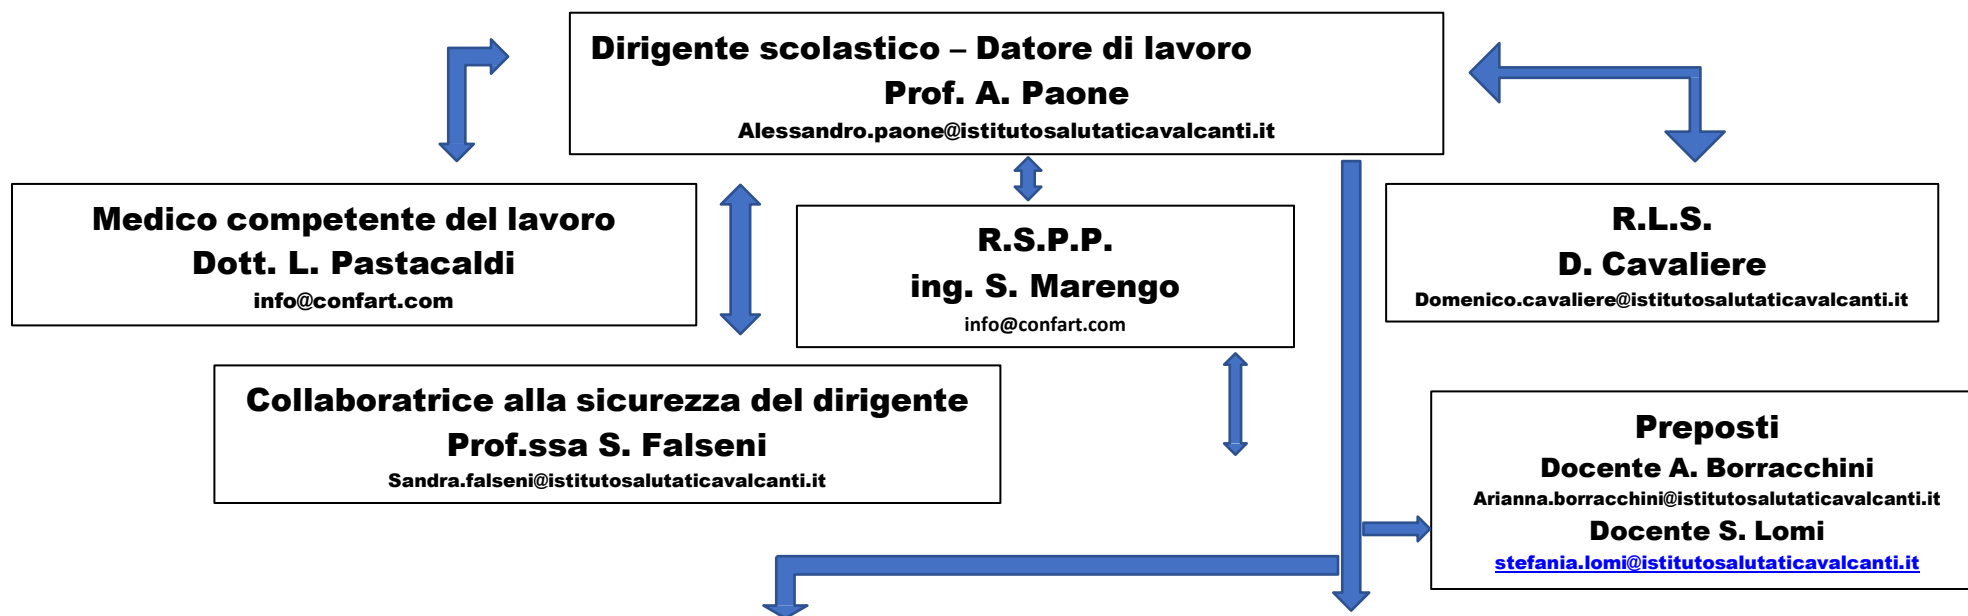 Dirigente scolastico – Datore di lavoro
Prof. A. Paone
Alessandro.paone@istitutosalutaticavalcanti.it
Medico competente del lavoro
Dott. L. Pastacaldi
info@confart.com
R.S.P.P.
ing. S. Marengo
info@confart.com
R.L.S.
D. Cavaliere
Domenico.cavaliere@istitutosalutaticavalcanti.it
Collaboratrice alla sicurezza del dirigente
Prof.ssa S. Falseni
Sandra.falseni@istitutosalutaticavalcanti.it
Preposti
Docente A. Borracchini
Arianna.borracchini@istitutosalutaticavalcanti.it
Docente S. Lomi
stefania.lomi@istitutosalutaticavalcanti.it